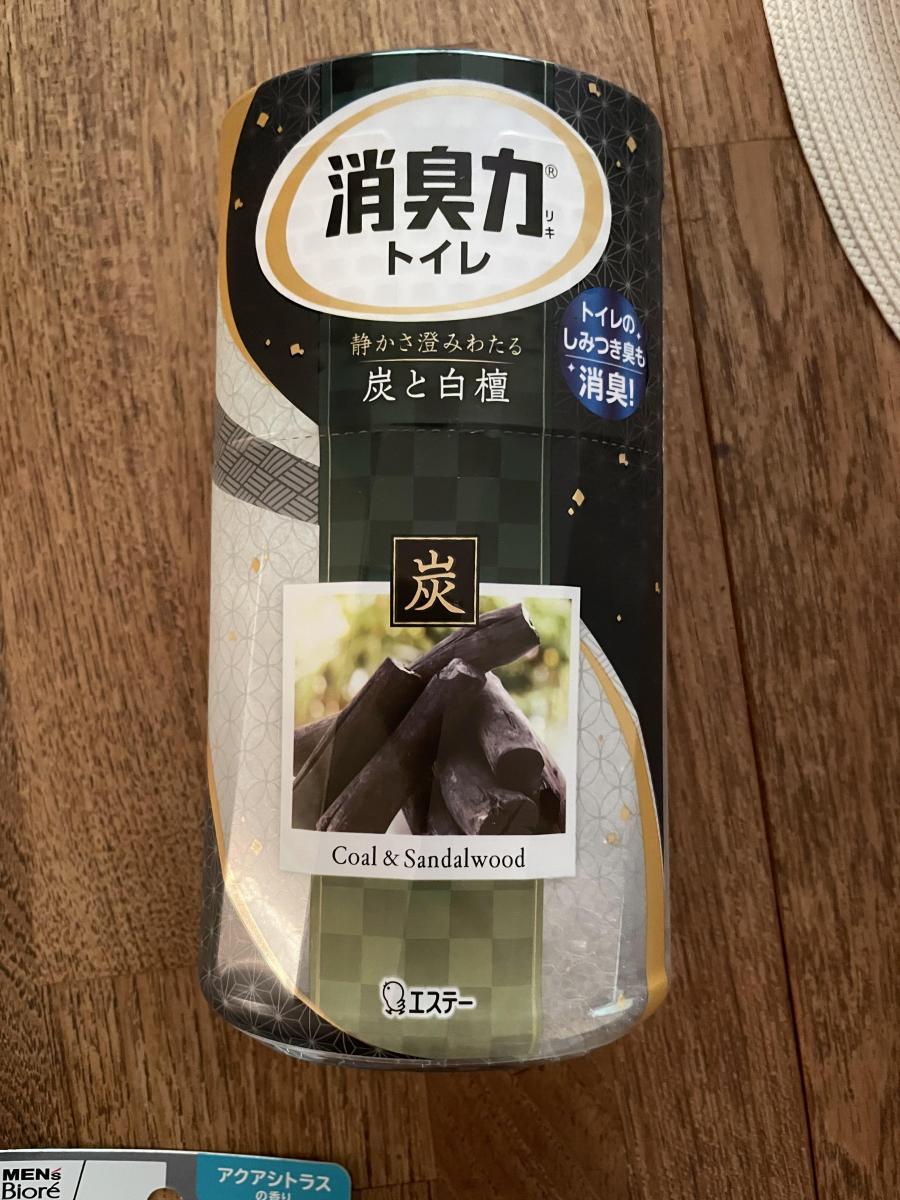 消臭力®
リキ
トイレ
静かさ澄みわたる
炭と白檀
トイレの
しみつき臭も
消臭!
炭
Coal & Sandalwood
エステー
MEN's
Bioré
アクアシトラス
の香り